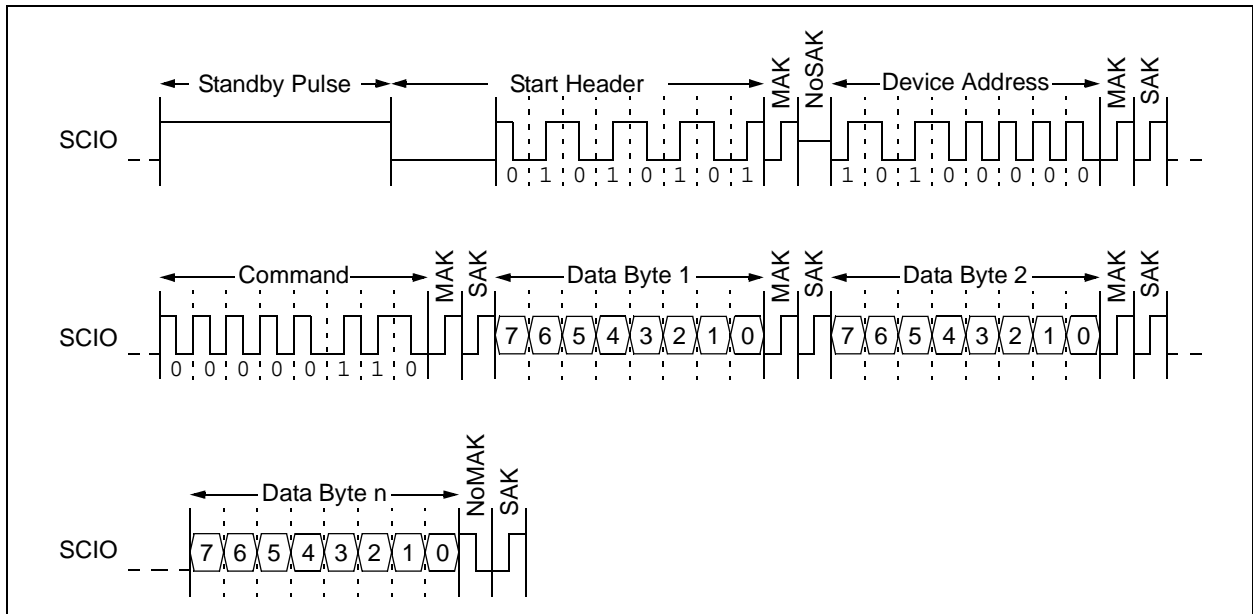 Standby Pulse Start Header MAK NoSAK Device Address MAK SAK
SCIO
0 1 0 1 0 1 0 1 1 0 1 0 0 0 0 0
Command MAK SAK Data Byte 1 MAK SAK Data Byte 2 MAK SAK
SCIO
7 6 5 4 3 2 1 0 7 6 5 4 3 2 1 0
0 0 0 0 0 1 1 0
Data Byte n NoMAK SAK
SCIO
7 6 5 4 3 2 1 0